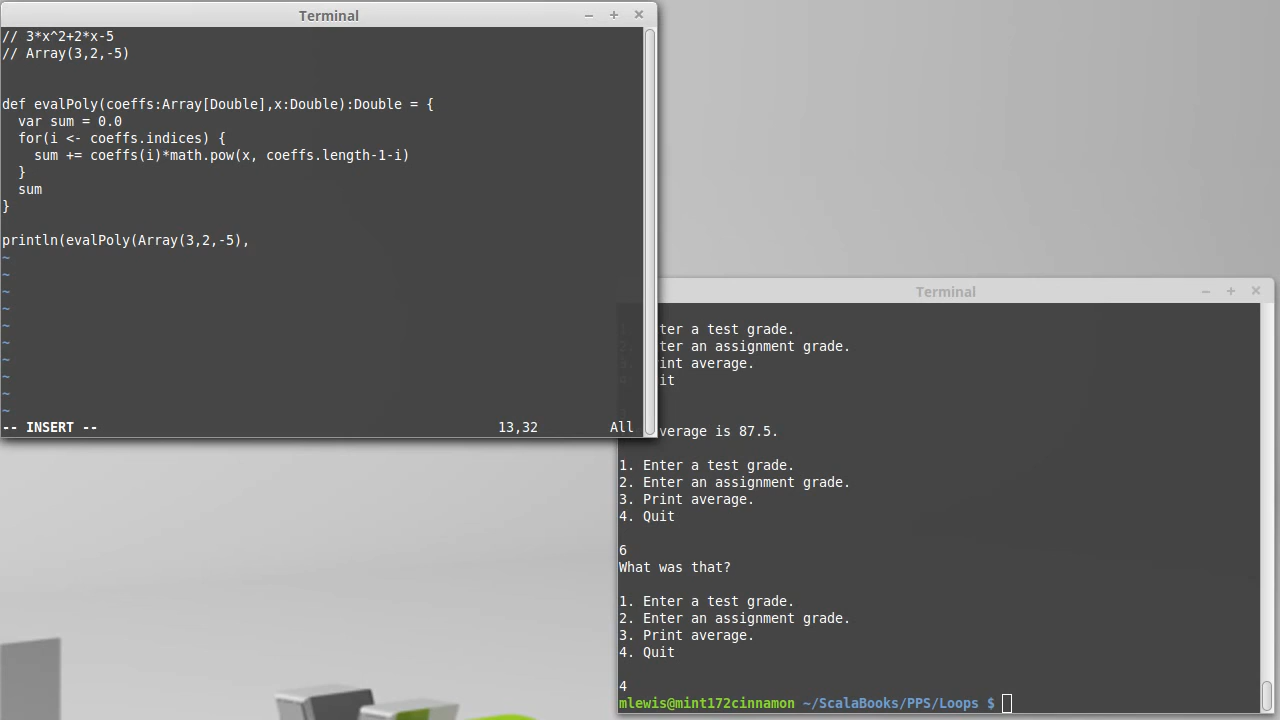 Terminal
// 3*x^2+2*x-5
// Array(3,2,-5)
def evalPoly(coeffs:Array[Double],x:Double):Double = {
  var sum = 0.0
  for(i <- coeffs.indices) {
    sum += coeffs(i)*math.pow(x, coeffs.length-1-i)
  }
  sum
}
println(evalPoly(Array(3,2,-5),
~
~
~
~
~
~
~
~
~
~
-- INSERT -- 13,32 All
Terminal
ter a test grade.
ter an assignment grade.
int average.
it
verage is 87.5.
1. Enter a test grade.
2. Enter an assignment grade.
3. Print average.
4. Quit
6
What was that?
1. Enter a test grade.
2. Enter an assignment grade.
3. Print average.
4. Quit
4
mlewis@mint172cinnamon ~/ScalaBooks/PPS/Loops $